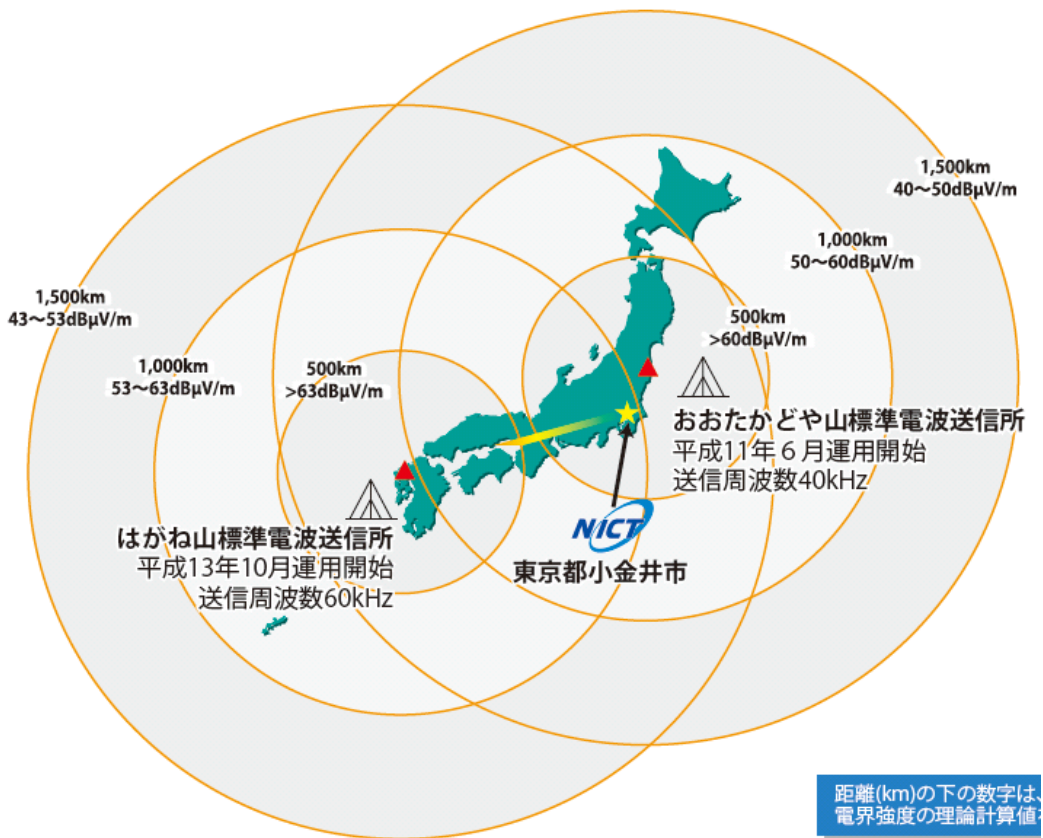 1,500km
40～50dBμV/m
1,000km
50～60dBμV/m
1,500km
43～53dBμV/m
500km
>60dBμV/m
1,000km
53～63dBμV/m
500km
>63dBμV/m
おおたかどや山標準電波送信所
平成11年６月運用開始
送信周波数40kHz
はがね山標準電波送信所
平成13年10月運用開始
送信周波数60kHz
NICT
東京都小金井市
距離(km)の下の数字は、
電界強度の理論計算値